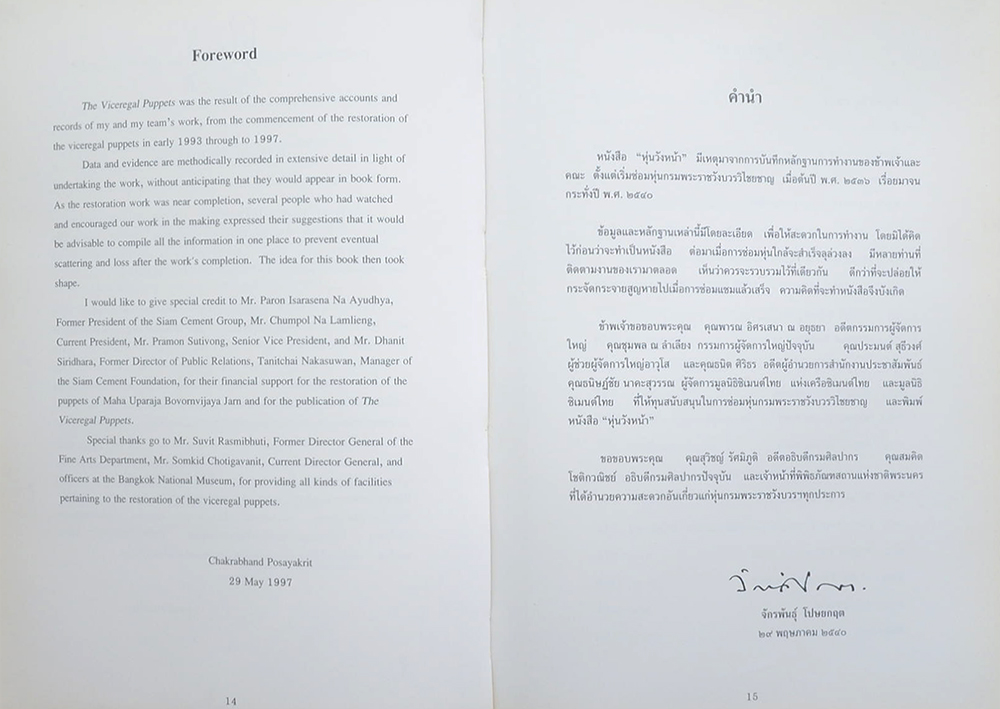 Foreword
The Viceregal Puppets was the result of the comprehensive accounts and
records of my and my team's work, from the commencement of the restoration of
the viceregal puppets in early 1993 through to 1997.
Data and evidence are methodically recorded in extensive detail in light of
undertaking the work, without anticipating that they would appear in book form.
As the restoration work was near completion, several people who had watched
and encouraged our work in the making expressed their suggestions that it would
be advisable to compile all the information in one place to prevent eventual
scattering and loss after the work's completion. The idea for this book then took
shape.
I would like to give special credit to Mr. Paron Isarasena Na Ayudhya,
Former President of the Siam Cement Group, Mr. Chumpol Na Lamlieng,
Current President, Mr. Pramon Sutivong, Senior Vice President, and Mr. Dhanit
Siridhara, Former Director of Public Relations, Tanitchai Nakasuwan, Manager of
the Siam Cement Foundation, for their financial support for the restoration of the
puppets of Maha Uparaja Bovornvijaya Jarn and for the publication of The
Viceregal Puppets.
Special thanks go to Mr. Suvit Rasmibhuti, Former Director General of the
Fine Arts Department, Mr. Somkid Chotigavanit, Current Director General, and
officers at the Bangkok National Museum, for providing all kinds of facilities
pertaining to the restoration of the viceregal puppets.
Chakrabhand Posayakrit
29 May 1997
14
คำนำ
หนังสือ "หุ่นวังหน้า" มีเหตุมาจากการบันทึกหลักฐานการทำงานของข้าพเจ้าและ
คณะ ตั้งแต่เริ่มซ่อมหุ่นกรมพระราชวังบวรวิไชยชาญ เมื่อต้นปี พ.ศ. ๒๕๓๖ เรื่อยมาจน
กระทั่งปี พ.ศ. ๒๕๔๐
ข้อมูลและหลักฐานเหล่านี้มีโดยละเอียด เพื่อให้สะดวกในการทำงาน โดยมิได้คิด
ไว้ก่อนว่าจะทำเป็นหนังสือ ต่อมาเมื่อการซ่อมหุ่นใกล้จะสำเร็จลุล่วงลง มีหลายท่านที่
ติดตามงานของเรามาตลอด เห็นว่าควรจะรวบรวมไว้ที่เดียวกัน ดีกว่าที่จะปล่อยให้
กระจัดกระจายสูญหายไปเมื่อการซ่อมแซมแล้วเสร็จ ความคิดที่จะทำหนังสือจึงบังเกิด
ข้าพเจ้าขอขอบพระคุณ คุณพารณ อิศรเสนา ณ อยุธยา อดีตกรรมการผู้จัดการ
ใหญ่ คุณชุมพล ณ ลำเลียง กรรมการผู้จัดการใหญ่ปัจจุบัน คุณประมนต์ สุธีวงศ์
ผู้ช่วยผู้จัดการใหญ่อาวุโส และคุณธนิต ศิริธร อดีตผู้อำนวยการสำนักงานประชาสัมพันธ์
คุณธนิษฎ์ชัย นาคะสุวรรณ ผู้จัดการมูลนิธิซิเมนต์ไทย แห่งเครือซิเมนต์ไทย และมูลนิธิ
ซิเมนต์ไทย ที่ให้ทุนสนับสนุนในการซ่อมหุ่นกรมพระราชวังบวรวิไชยชาญ และพิมพ์
หนังสือ "หุ่นวังหน้า"
ขอขอบพระคุณ คุณสุวิชญ์ รัศมิภูติ อดีตอธิบดีกรมศิลปากร คุณสมคิด
โชติกวณิชย์ อธิบดีกรมศิลปากรปัจจุบัน และเจ้าหน้าที่พิพิธภัณฑสถานแห่งชาติพระนคร
ที่ได้อำนวยความสะดวกอันเกี่ยวแก่หุ่นกรมพระราชวังบวรฯทุกประการ
จักรพันธุ์ โปษยกฤต
๒๙ พฤษภาคม ๒๕๔๐
15